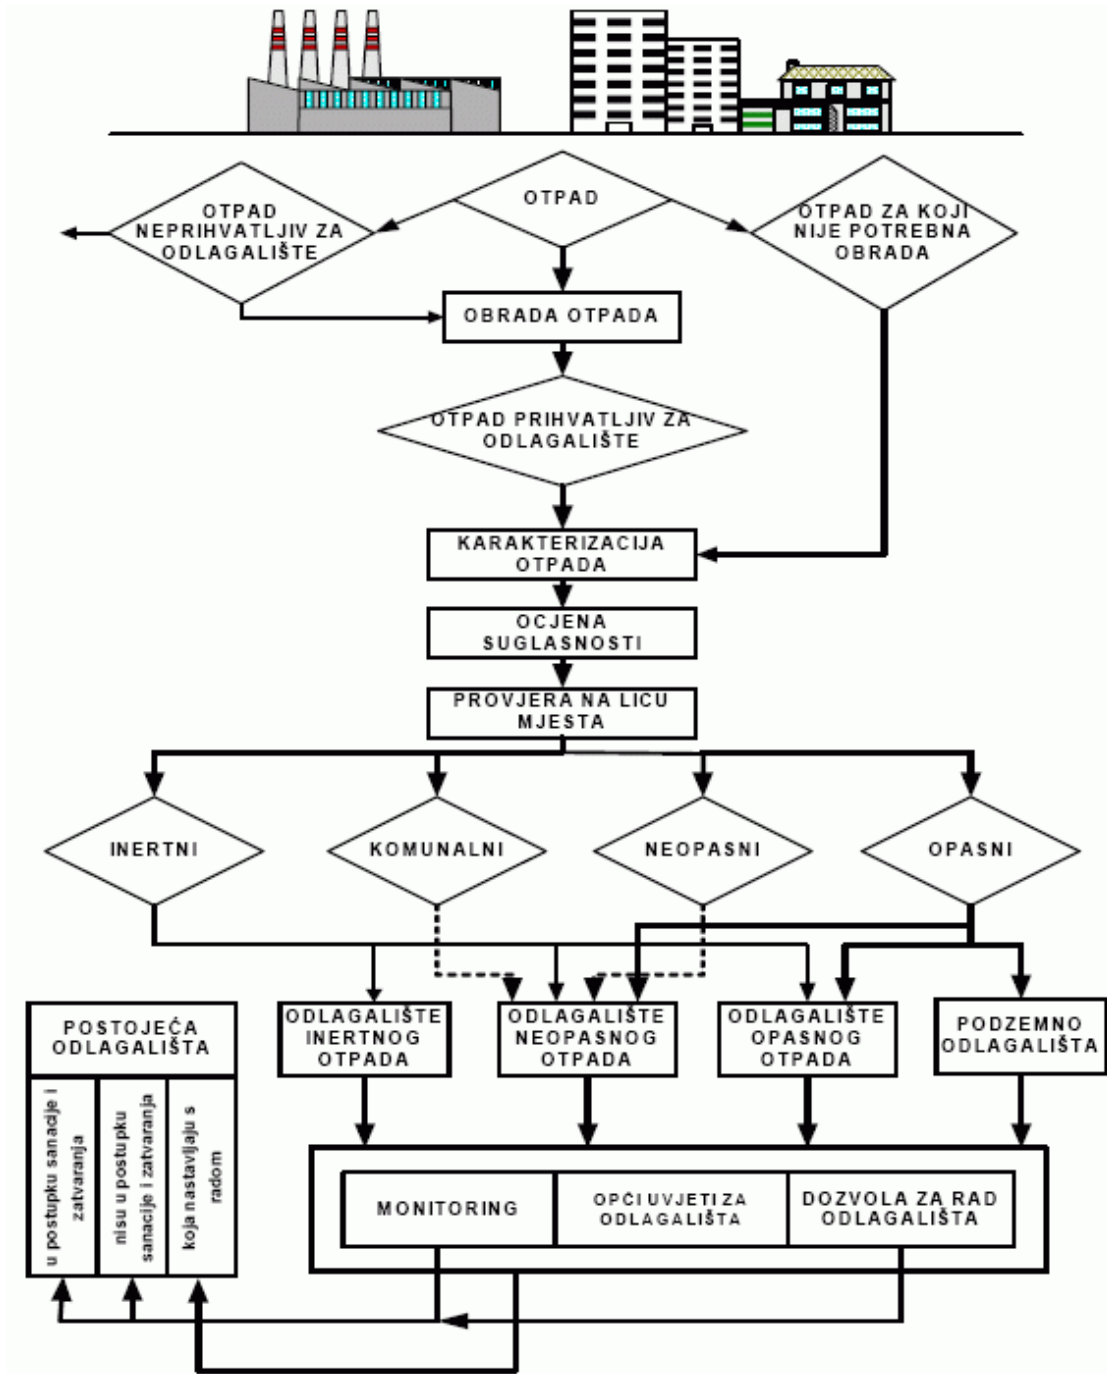 OTPAD
NEPRIHVATLJIV ZA
ODLAGALIŠTE
OTPAD
OTPAD ZA KOJI
NIJE POTREBNA
OBRADA
OBRADA OTPADA
OTPAD PRIHVATLJIV ZA
ODLAGALIŠTE
KARAKTERIZACIJA
OTPADA
OCJENA
SUGLASNOSTI
PROVJERA NA LICU
MJESTA
INERTNI
KOMUNALNI
NEOPASNI
OPASNI
POSTOJEĆA
ODLAGALIŠTA
u postupku sanacije i
zatvaranja
nisu u postupku
sanacije i zatvaranja
koja nastavljaju s
radom
ODLAGALIŠTE
INERTNOG
OTPADA
ODLAGALIŠTE
NEOPASNOG
OTPADA
ODLAGALIŠTE
OPASNOG
OTPADA
PODZEMNO
ODLAGALIŠTA
MONITORING
OPĆI UVJETI ZA
ODLAGALIŠTA
DOZVOLA ZA RAD
ODLAGALIŠTA